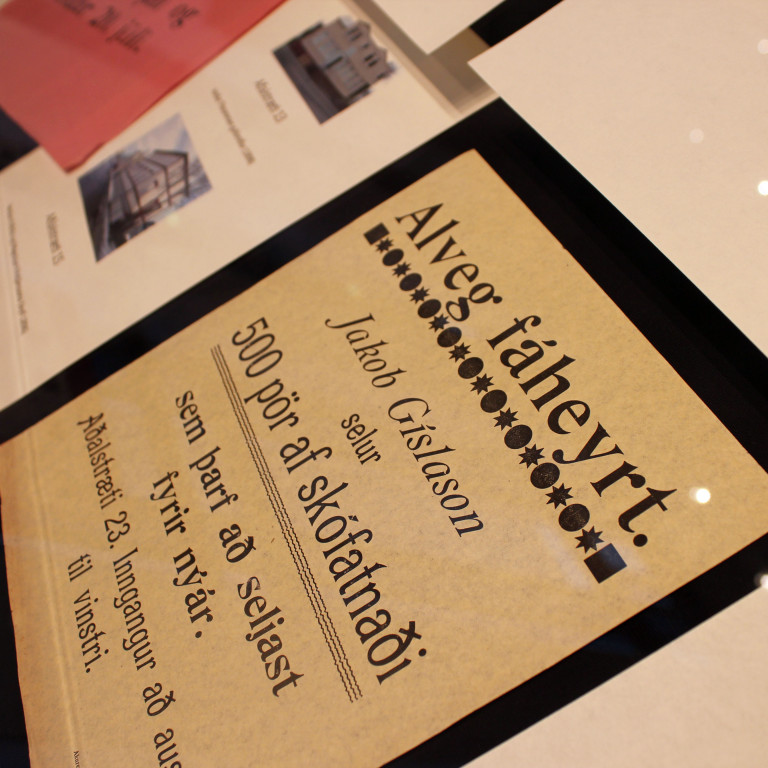 Alveg fáheyrt.
Jakob Gíslason
selur
500 pör af skófatnaði
sem þarf að seljast
fyrir nýár.
Aðalstræti 23. Inngangur að aus
til vinstri.